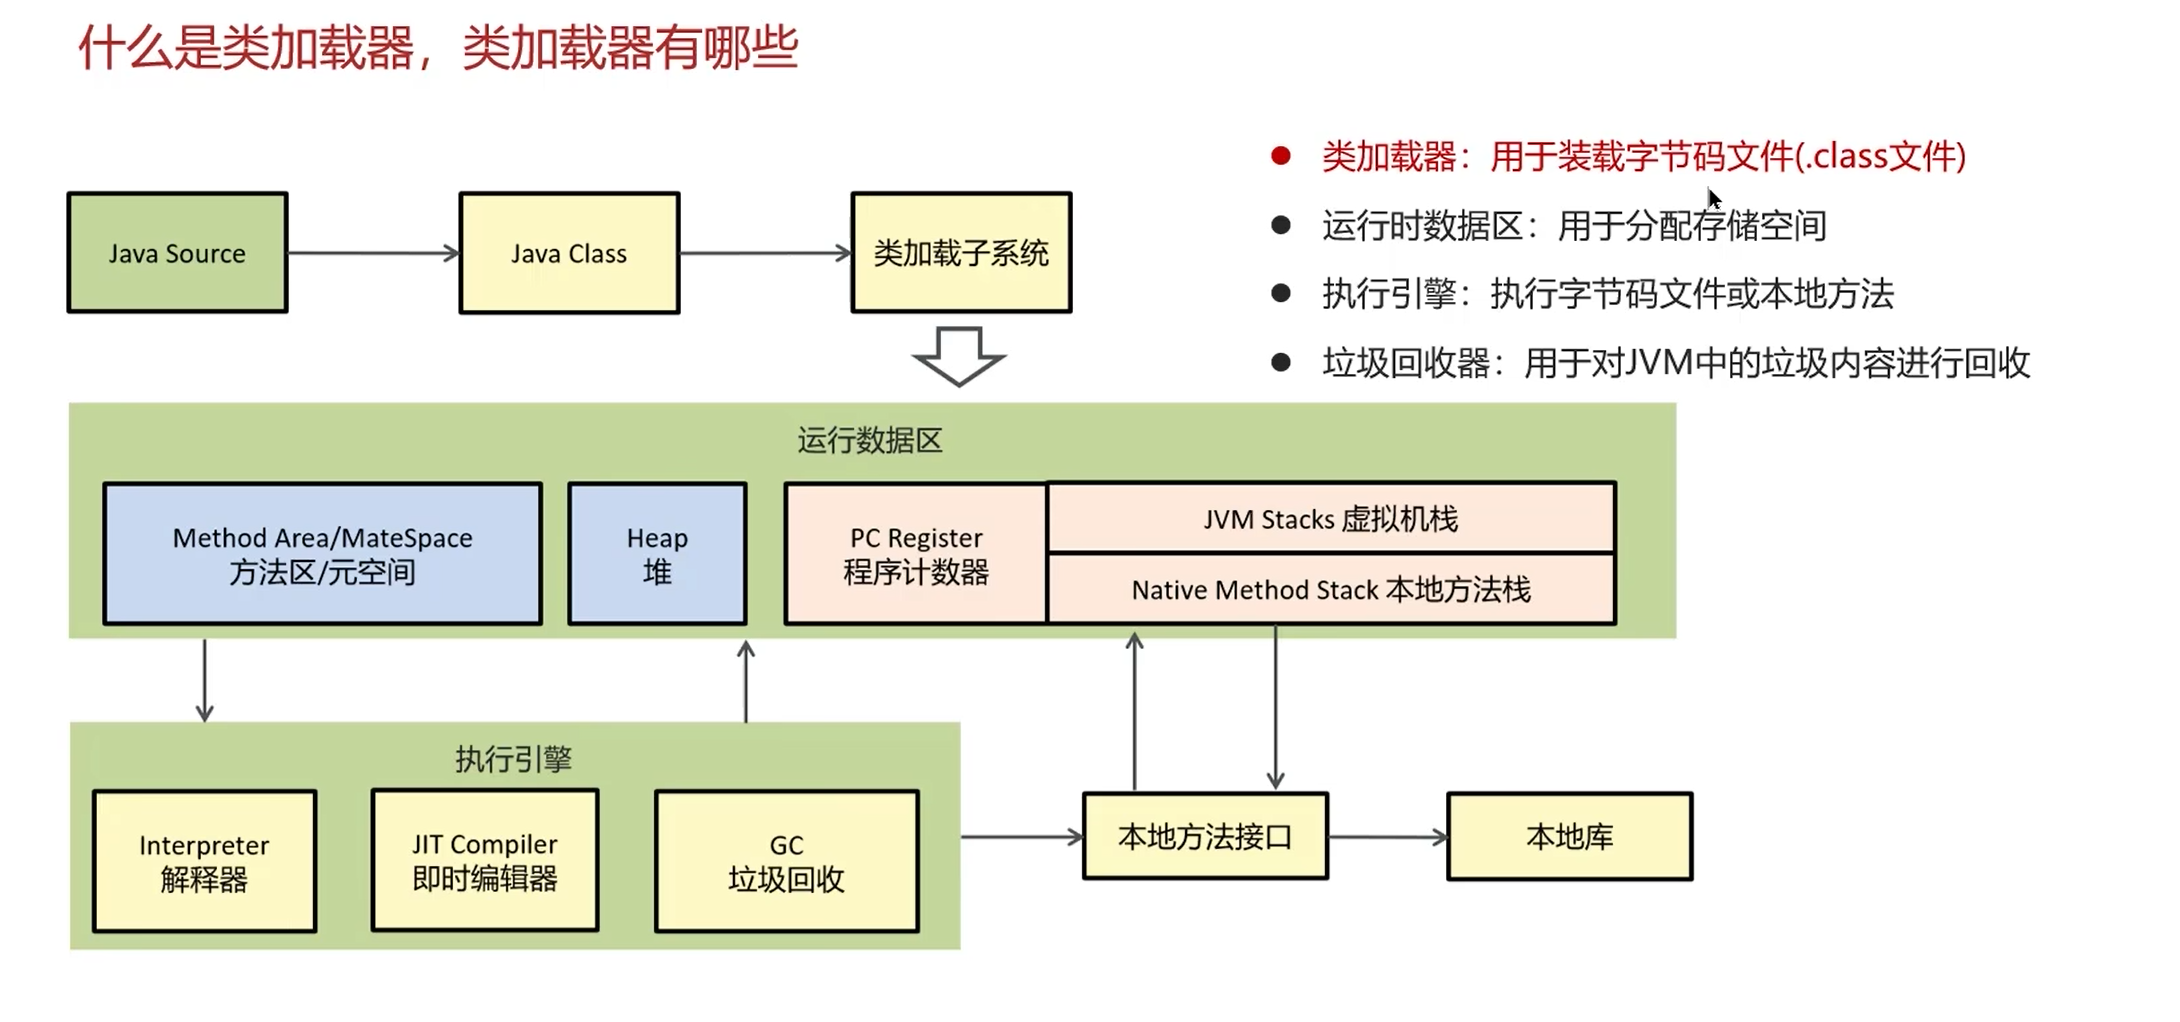 什么是类加载器，类加载器有哪些
类加载器：用于装载字节码文件(.class文件)
运行时数据区：用于分配存储空间
执行引擎：执行字节码文件或本地方法
垃圾回收器：用于对JVM中的垃圾内容进行回收
Java Source
Java Class
类加载子系统
运行数据区
Method Area/MateSpace
方法区/元空间
Heap
堆
PC Register
程序计数器
JVM Stacks 虚拟机栈
Native Method Stack 本地方法栈
执行引擎
Interpreter
解释器
JIT Compiler
即时编辑器
GC
垃圾回收
本地方法接口
本地库